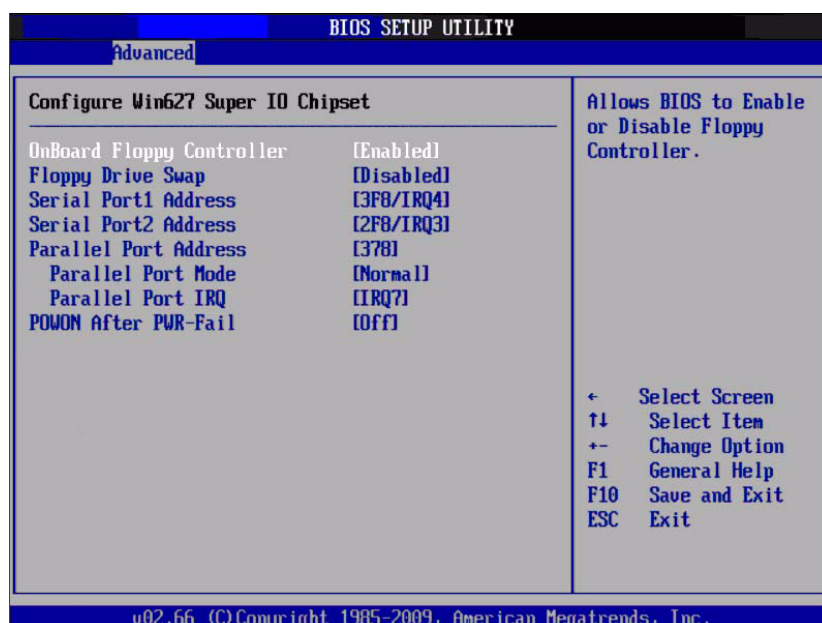 BIOS SETUP UTILITY
Advanced
Configure Win627 Super IO Chipset
OnBoard Floppy Controller [Enabled]
Floppy Drive Swap [Disabled]
Serial Port1 Address [3F8/IRQ4]
Serial Port2 Address [2F8/IRQ3]
Parallel Port Address [378]
Parallel Port Mode [Normal]
Parallel Port IRQ [IRQ7]
POWON After PWR-Fail [Off]
Allows BIOS to Enable
or Disable Floppy
Controller.
← Select Screen
↑↓ Select Item
+- Change Option
F1 General Help
F10 Save and Exit
ESC Exit
v02.66 (C)Copyright 1985-2009, American Megatrends, Inc.